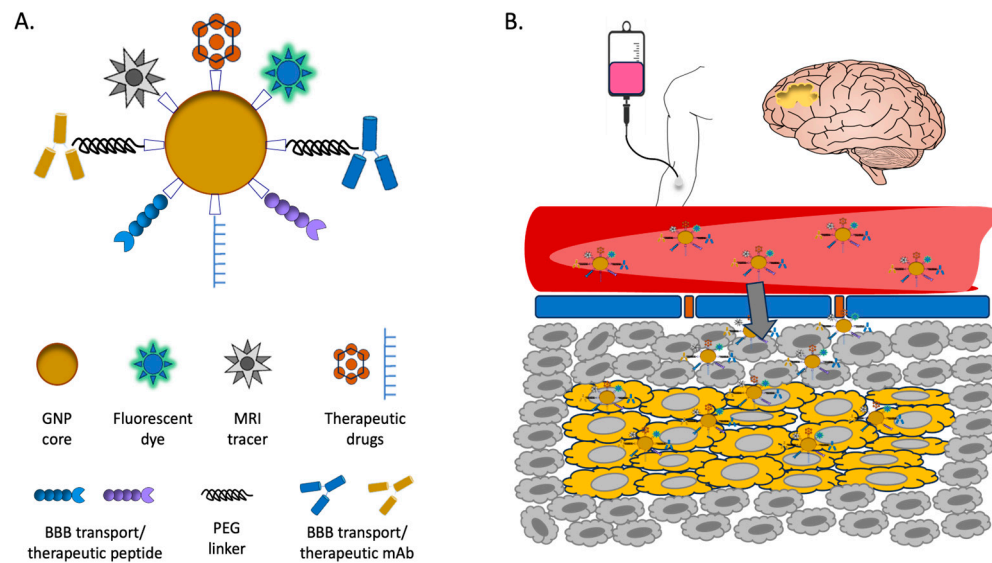 A.
B.
GNP
core
Fluorescent
dye
MRI
tracer
Therapeutic
drugs
BBB transport/
therapeutic peptide
PEG
linker
BBB transport/
therapeutic mAb